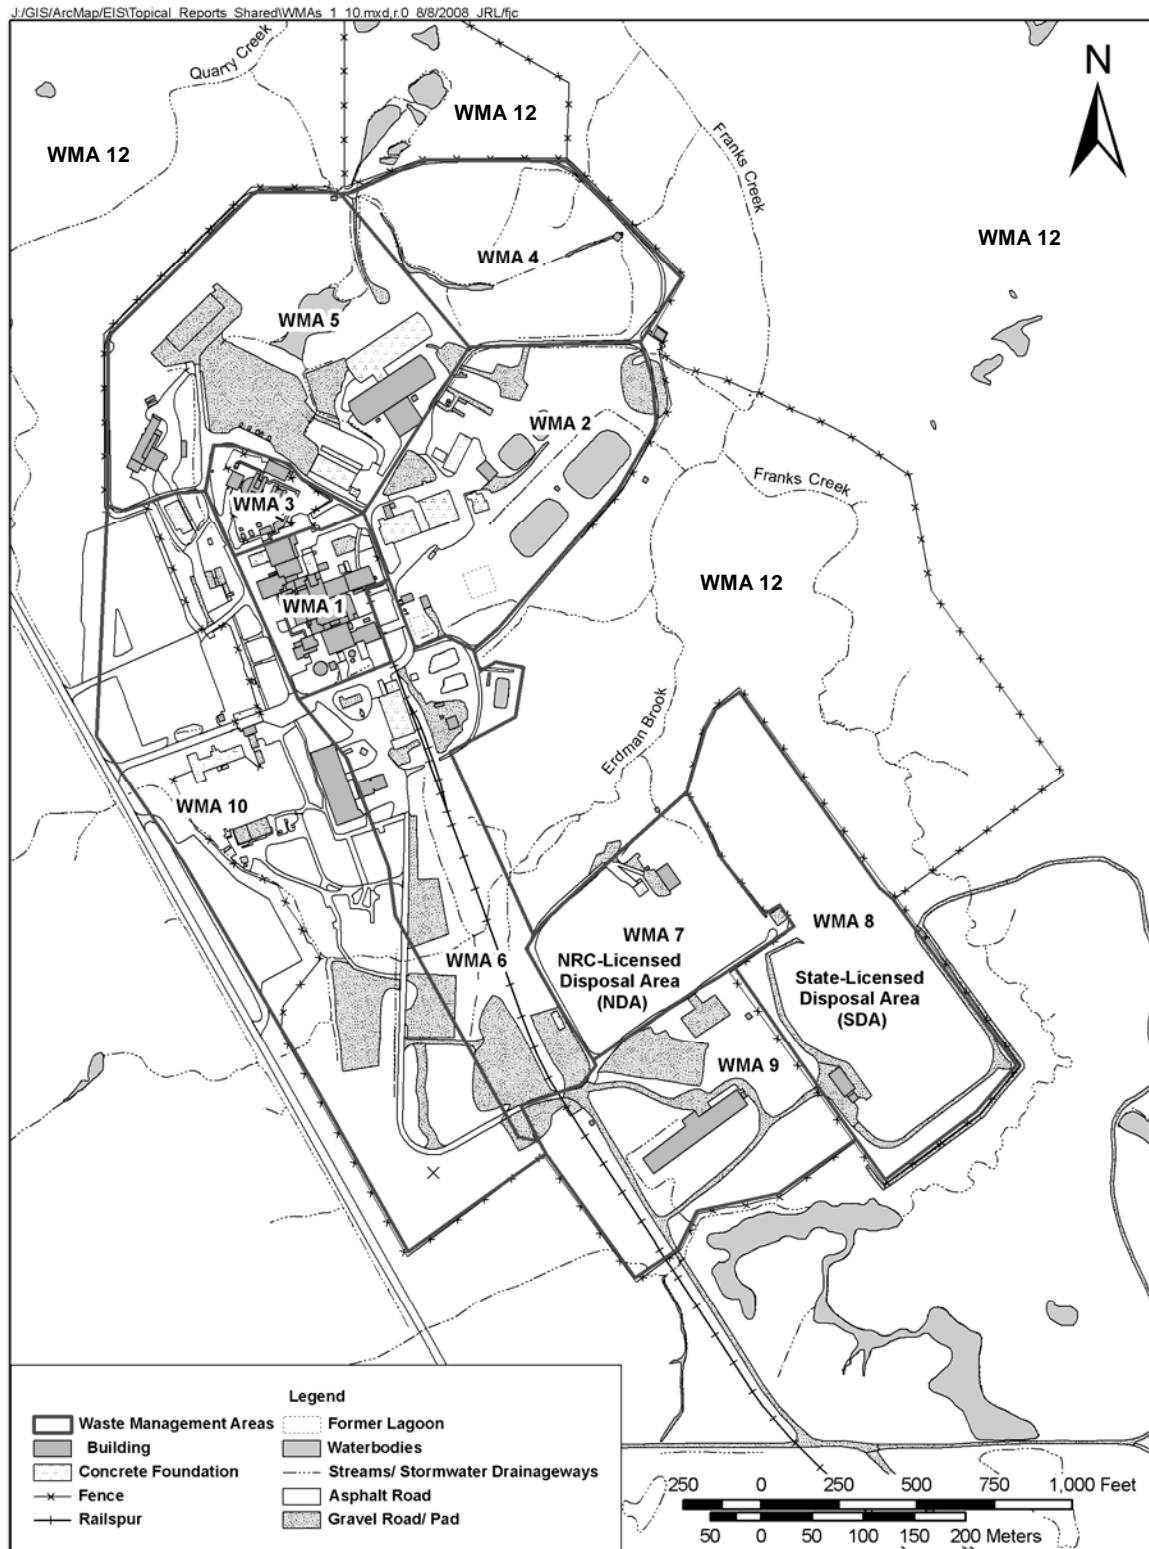 J:/GIS/ArcMap/EIS\Topical_Reports_Shared\WMAs_1_10.mxd,r.0 8/8/2008 JRL/fjc
Quarry Creek
N
WMA 12
WMA 12
Franks Creek
WMA 12
WMA 4
WMA 5
WMA 2
Franks Creek
WMA 3
WMA 12
WMA 1
Erdman Brook
WMA 10
WMA 8
WMA 7
NRC-Licensed
Disposal Area
(NDA)
WMA 6
State-Licensed
Disposal Area
(SDA)
WMA 9
Legend
Waste Management Areas
Building
Concrete Foundation
Fence
Railspur
Former Lagoon
Waterbodies
Streams/ Stormwater Drainageways
Asphalt Road
Gravel Road/ Pad
250 0 250 500 750 1,000 Feet
50 0 50 100 150 200 Meters